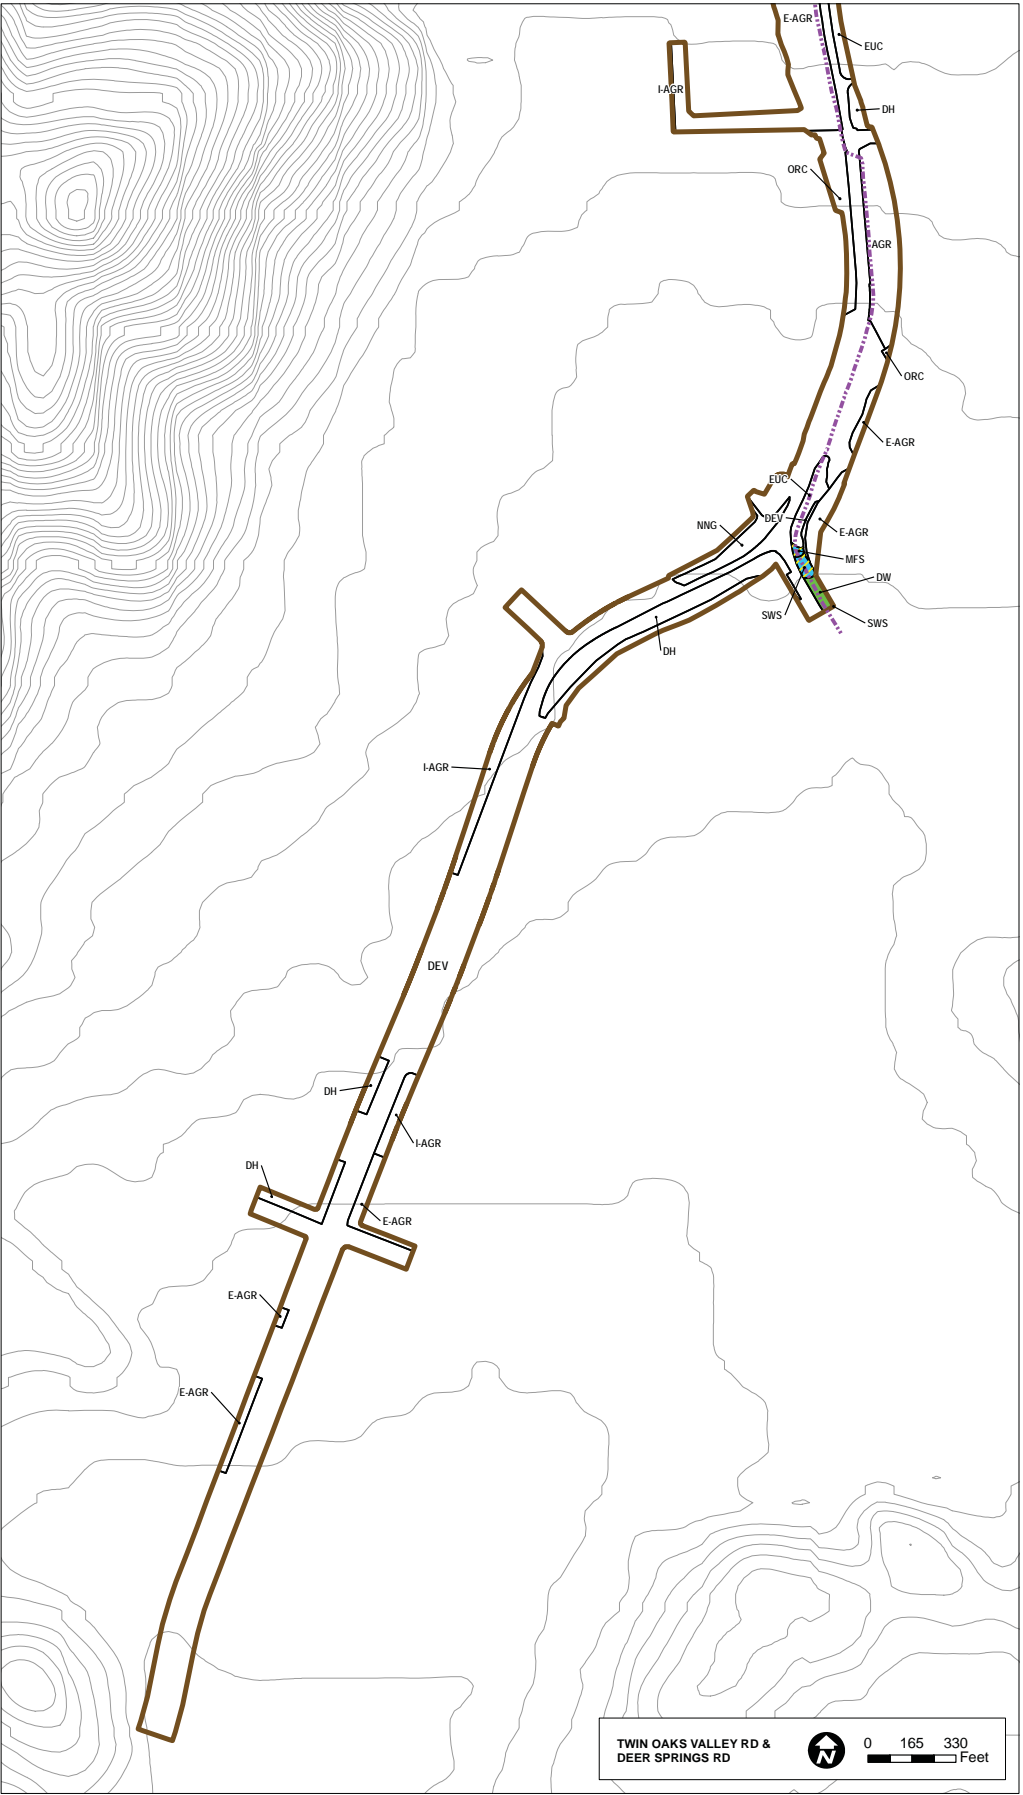 E-AGR
EUC
I-AGR
DH
ORC
AGR
ORC
E-AGR
EUC
DEV
NNG
E-AGR
MFS
DW
SWS
SWS
DH
I-AGR
DEV
DH
I-AGR
DH
E-AGR
E-AGR
E-AGR
TWIN OAKS VALLEY RD &
DEER SPRINGS RD
N
0 165 330
Feet